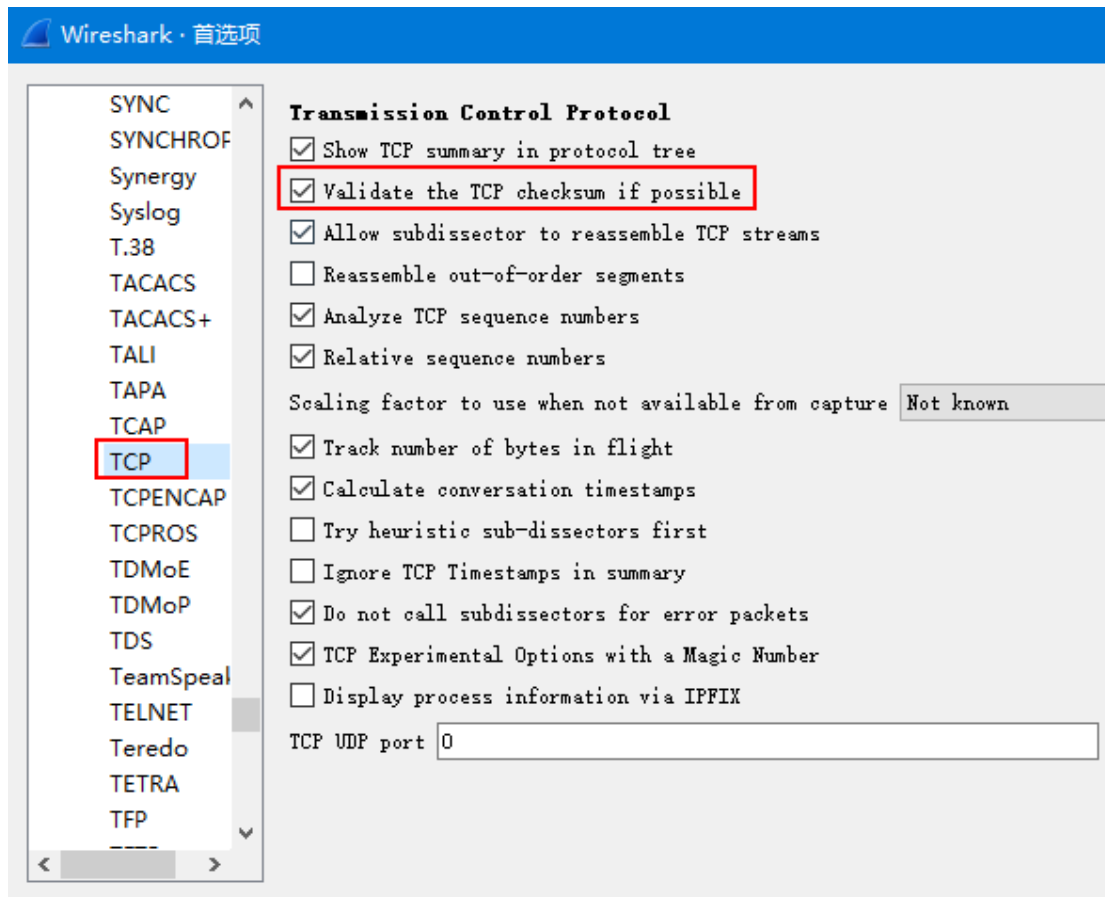 Wireshark · 首选项
SYNC
SYNCHROP
Synergy
Syslog
T.38
TACACS
TACACS+
TALI
TAPA
TCAP
TCP
TCPENCAP
TCPROS
TDMoE
TDMoP
TDS
TeamSpeal
TELNET
Teredo
TETRA
TFP
Transmission Control Protocol
Show TCP summary in protocol tree
Validate the TCP checksum if possible
Allow subdissector to reassemble TCP streams
Reassemble out-of-order segments
Analyze TCP sequence numbers
Relative sequence numbers
Scaling factor to use when not available from capture Not known
Track number of bytes in flight
Calculate conversation timestamps
Try heuristic sub-dissectors first
Ignore TCP Timestamps in summary
Do not call subdissectors for error packets
TCP Experimental Options with a Magic Number
Display process information via IPFIX
TCP UDP port 0